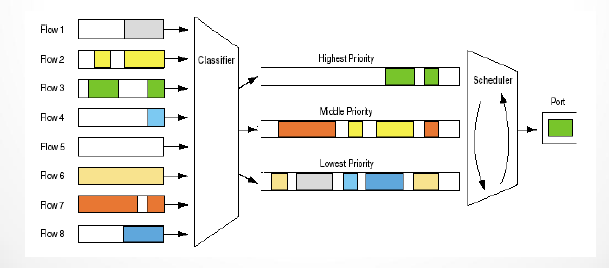 Flow 1
Flow 2
Flow 3
Flow 4
Flow 5
Flow 6
Flow 7
Flow 8
Classifier
Highest Priority
Middle Priority
Lowest Priority
Scheduler
Port